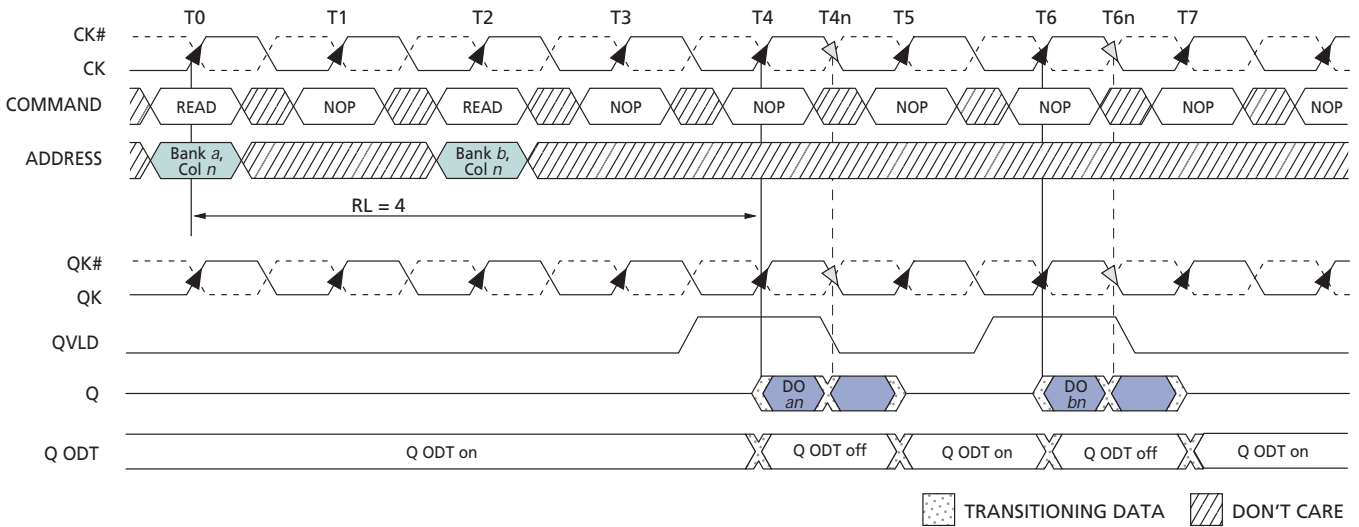 T0 T1 T2 T3 T4 T4n T5 T6 T6n T7
CK#
CK
COMMAND READ NOP READ NOP NOP NOP NOP NOP NOP
ADDRESS Bank a, Col n Bank b, Col n
RL = 4
QK#
QK
QVLD
Q DO an DO bn
Q ODT Q ODT on Q ODT off Q ODT on Q ODT off Q ODT on
TRANSITIONING DATA DON'T CARE